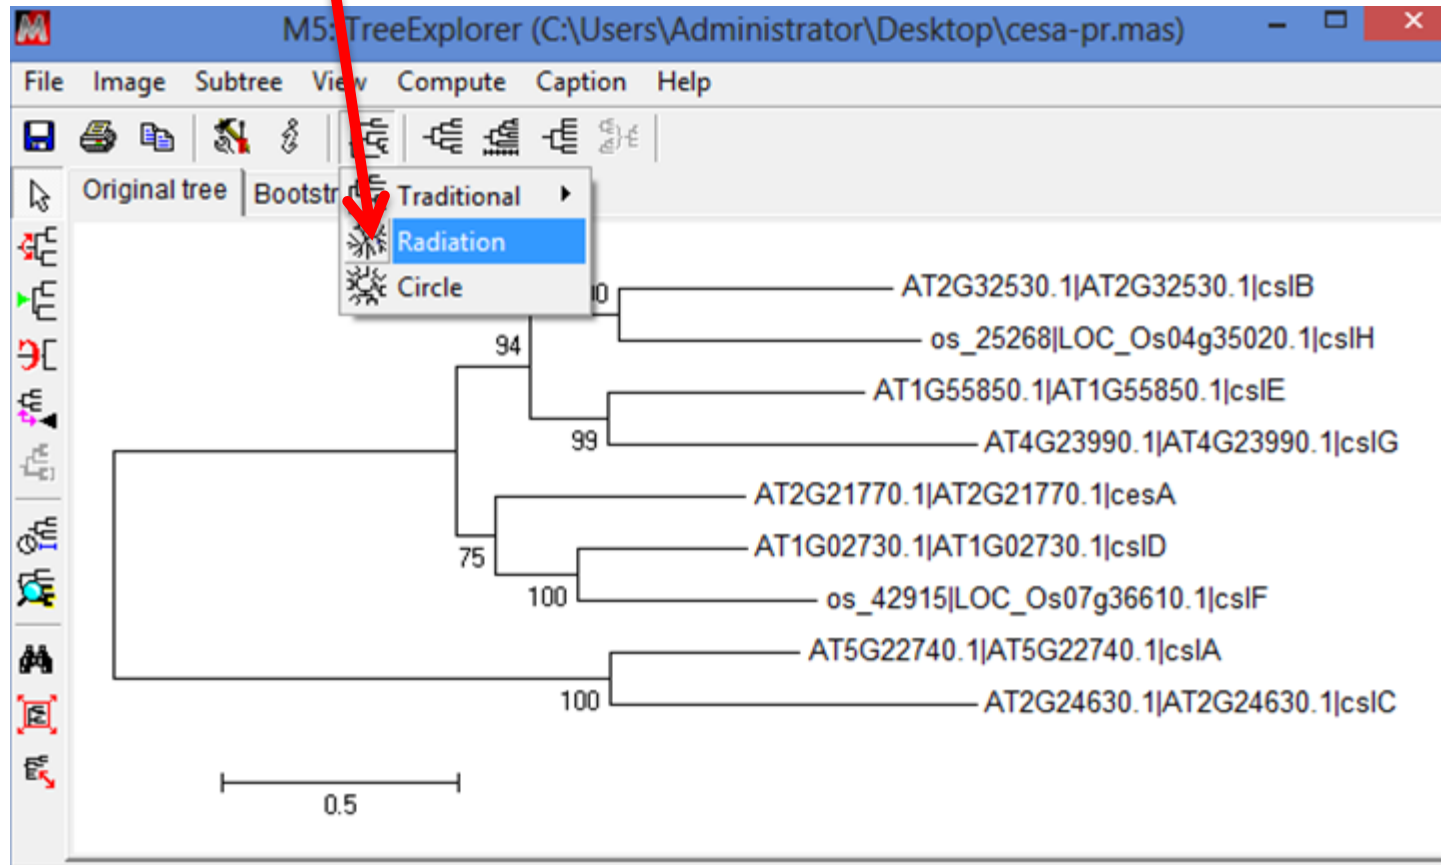 M5: TreeExplorer (C:\Users\Administrator\Desktop\cesa-pr.mas)
File Image Subtree View Compute Caption Help
Original tree
Traditional
Radiation
Circle
AT2G32530.1|AT2G32530.1|cslB
os_25268|LOC_Os04g35020.1|cslH
94
AT1G55850.1|AT1G55850.1|cslE
99
AT4G23990.1|AT4G23990.1|cslG
AT2G21770.1|AT2G21770.1|cesA
AT1G02730.1|AT1G02730.1|cslD
75
100
os_42915|LOC_Os07g36610.1|cslF
AT5G22740.1|AT5G22740.1|cslA
100
AT2G24630.1|AT2G24630.1|cslC
0.5